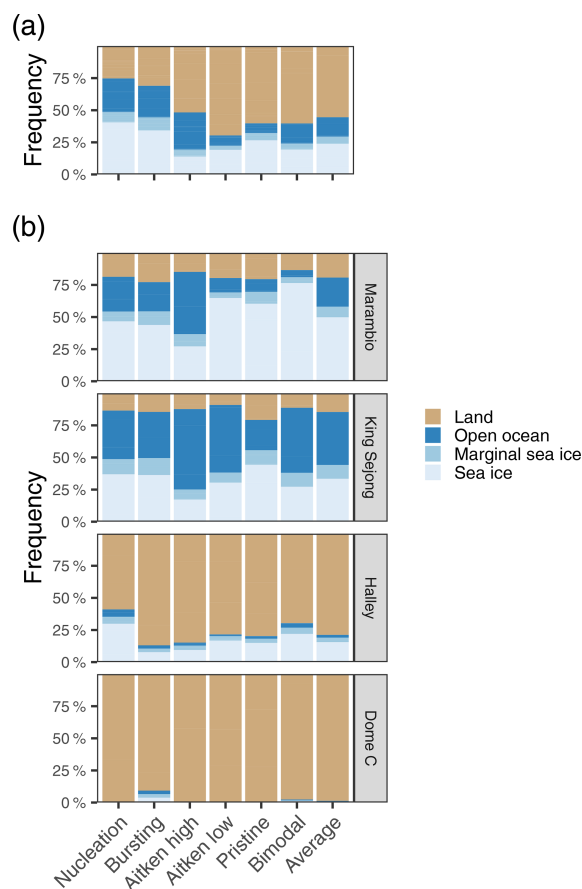 (a)
Frequency
75 %
50 %
25 %
0 %
(b)
Frequency
75 %
50 %
25 %
0 %
Marambio
75 %
50 %
25 %
0 %
King Sejong
75 %
50 %
25 %
0 %
Halley
75 %
50 %
25 %
0 %
Dome C
Nucleation
Bursting
Aitken high
Aitken low
Pristine
Bimodal
Average
Land
Open ocean
Marginal sea ice
Sea ice